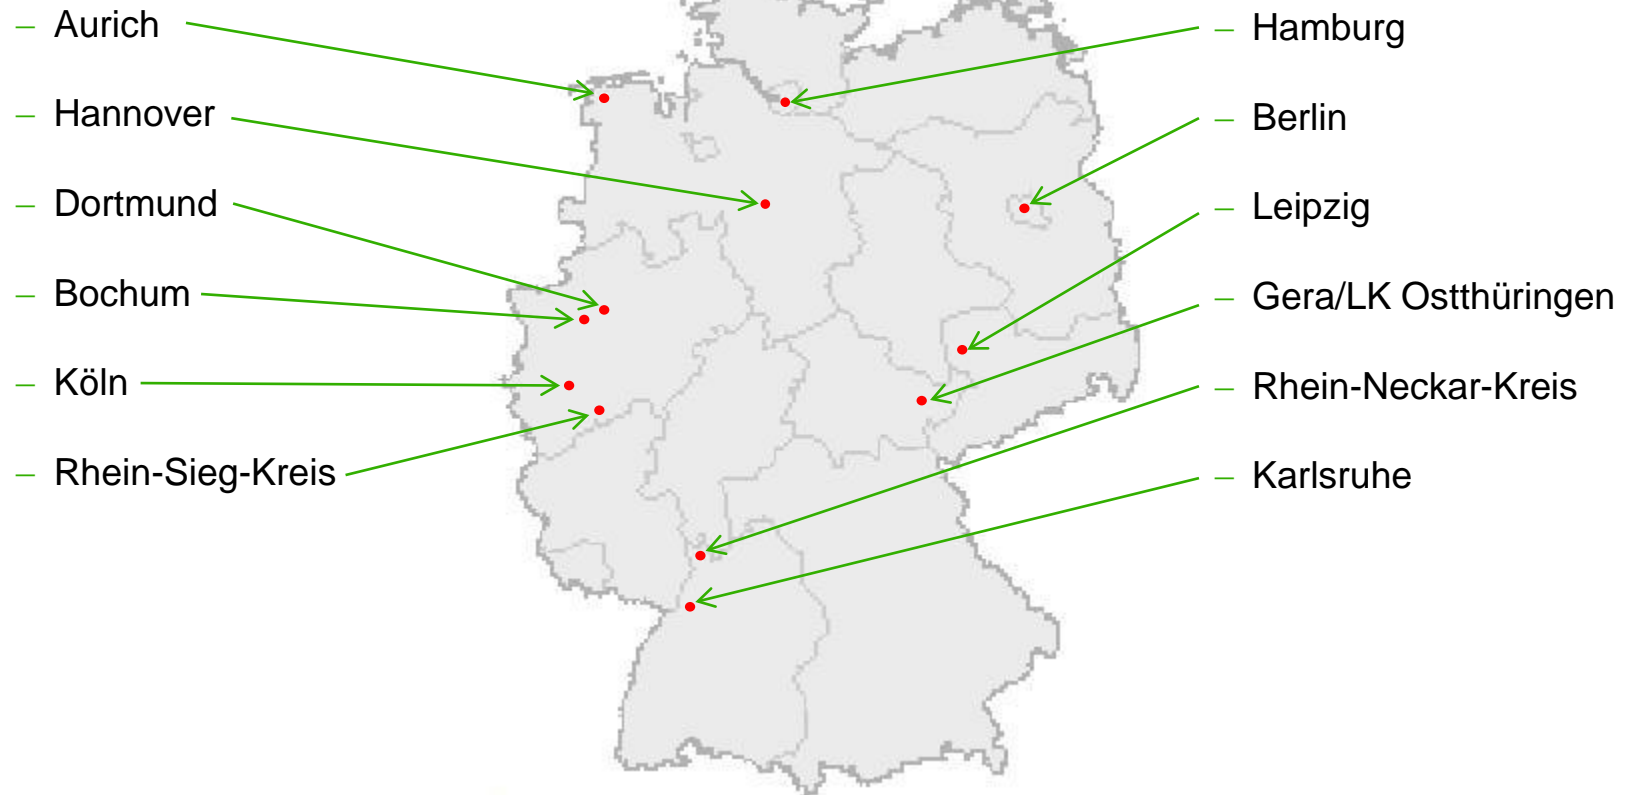 – Aurich
– Hannover
– Dortmund
– Bochum
– Köln
– Rhein-Sieg-Kreis
– Hamburg
– Berlin
– Leipzig
– Gera/LK Ostthüringen
– Rhein-Neckar-Kreis
– Karlsruhe